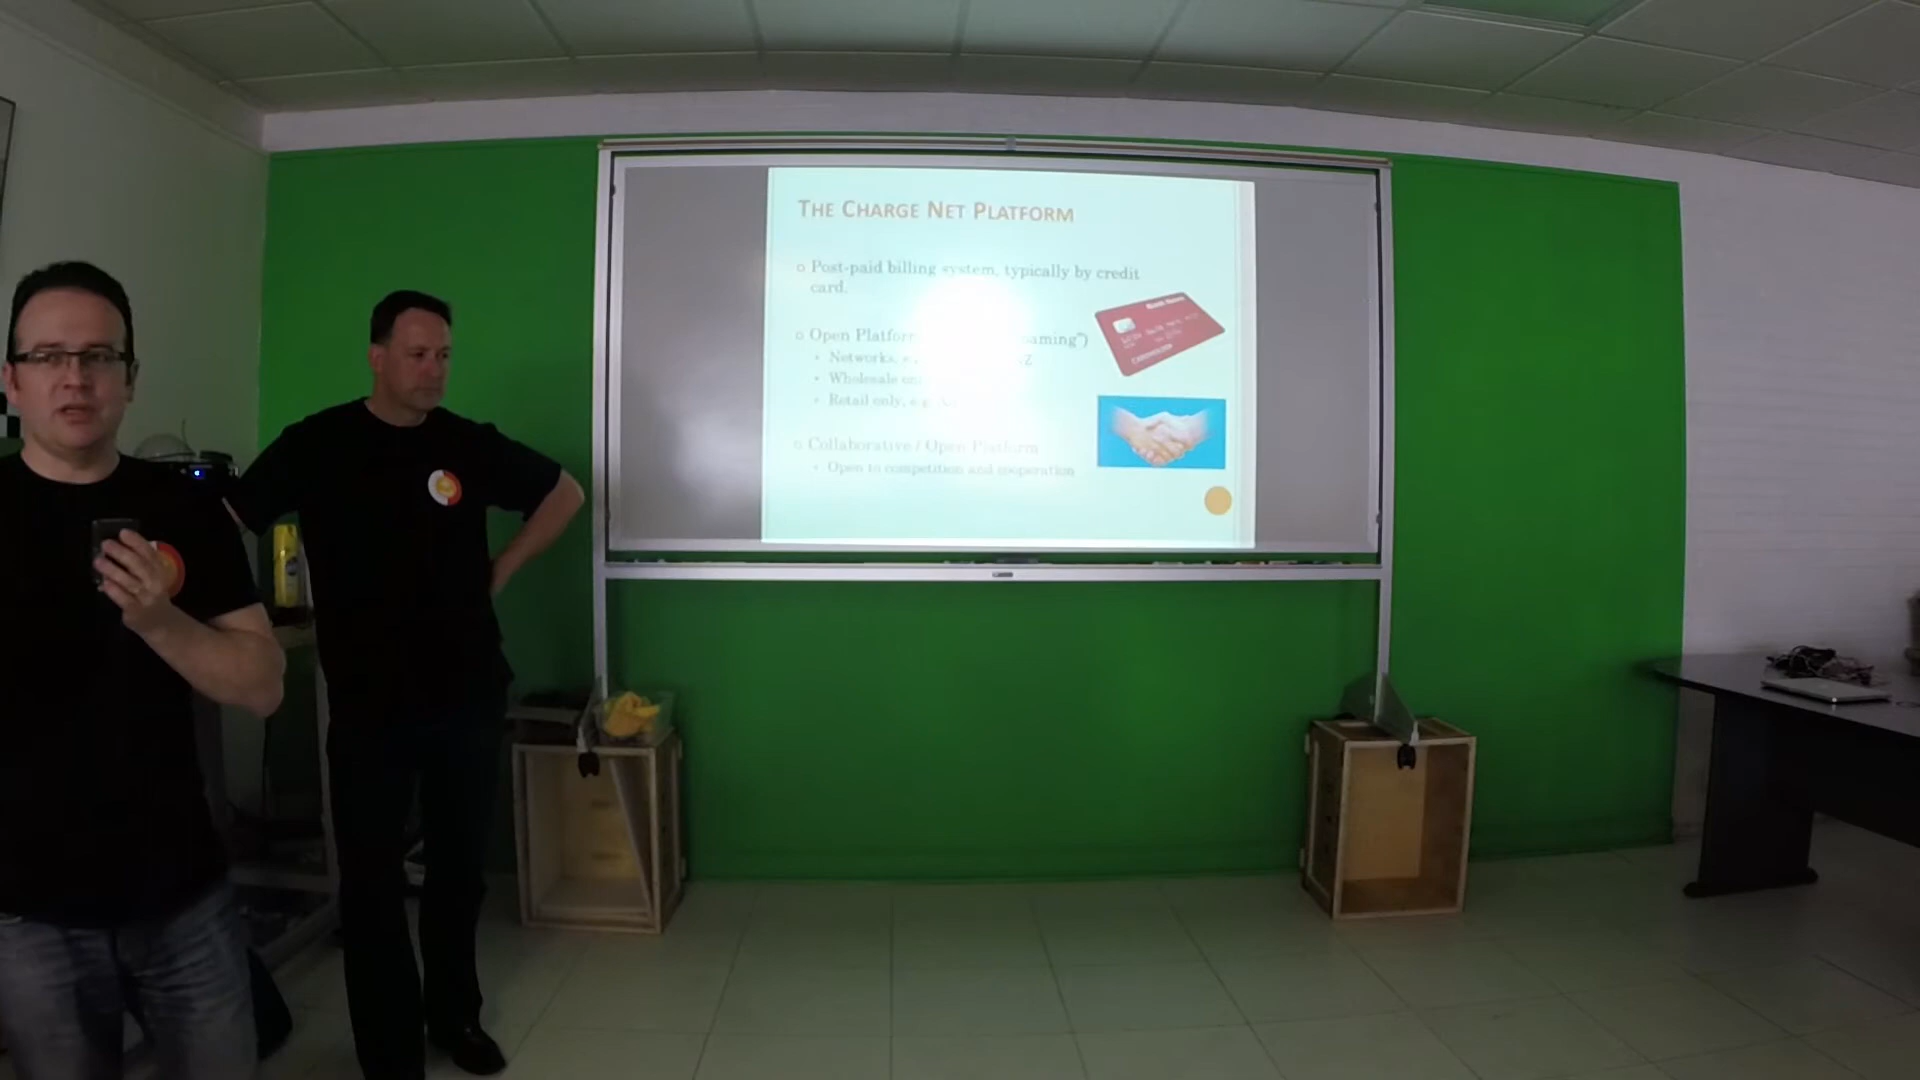 THE CHARGE NET PLATFORM
Post-paid billing system, typically by credit
card.
Open Platform
Networks,
Wholesale
Retail only, e.g.
Collaborative / Open Platform
Open to competition and cooperation
CARDHOLDER